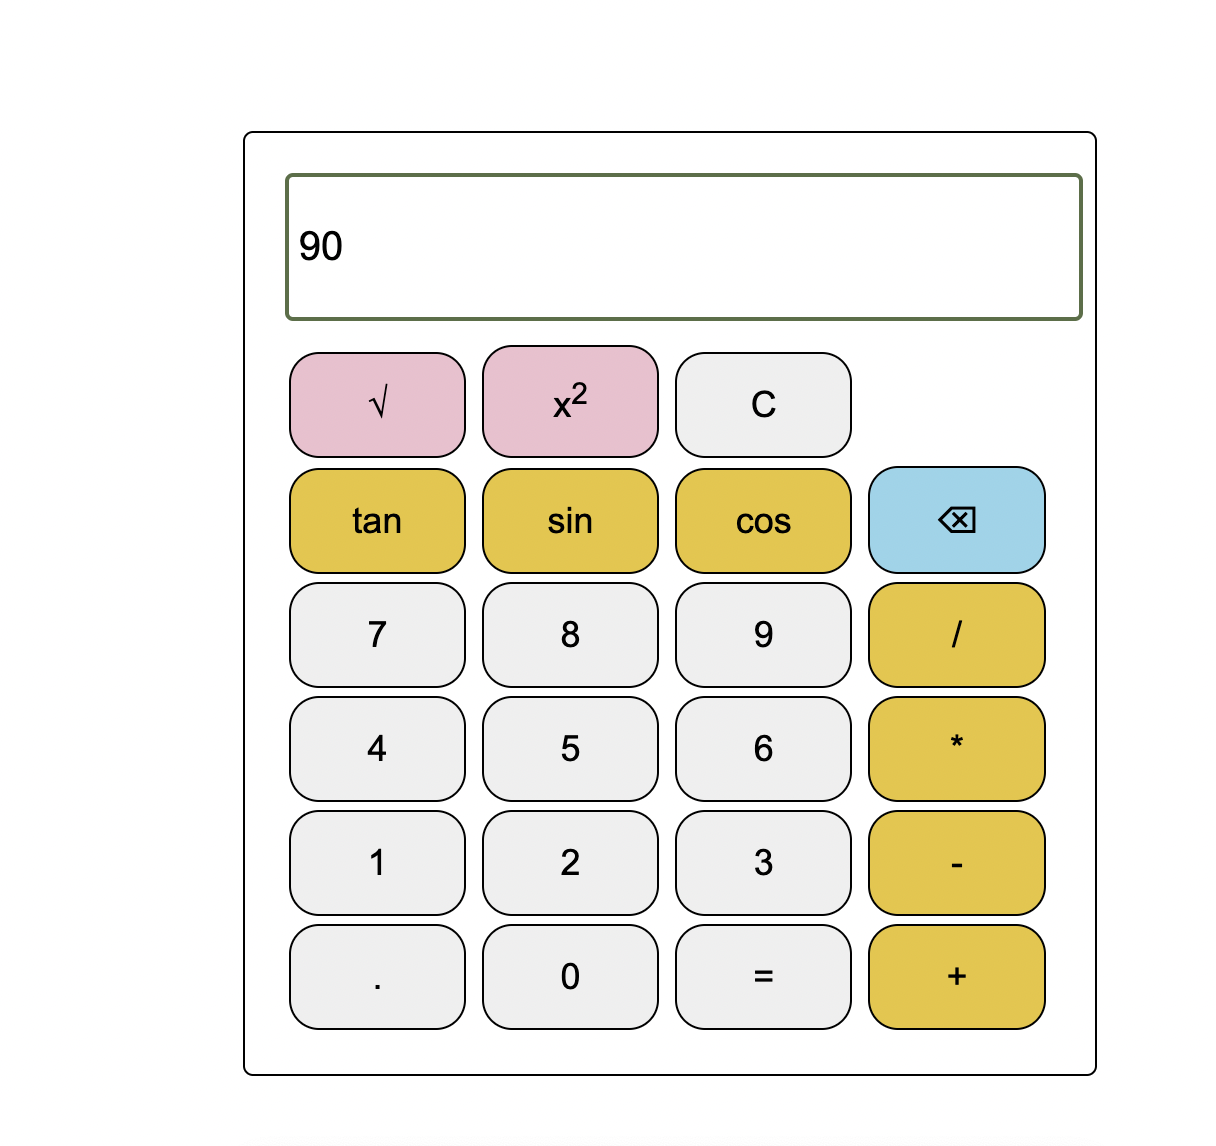 90
√ x² C
tan sin cos ⌫
7 8 9 /
4 5 6 *
1 2 3 -
. 0 = +